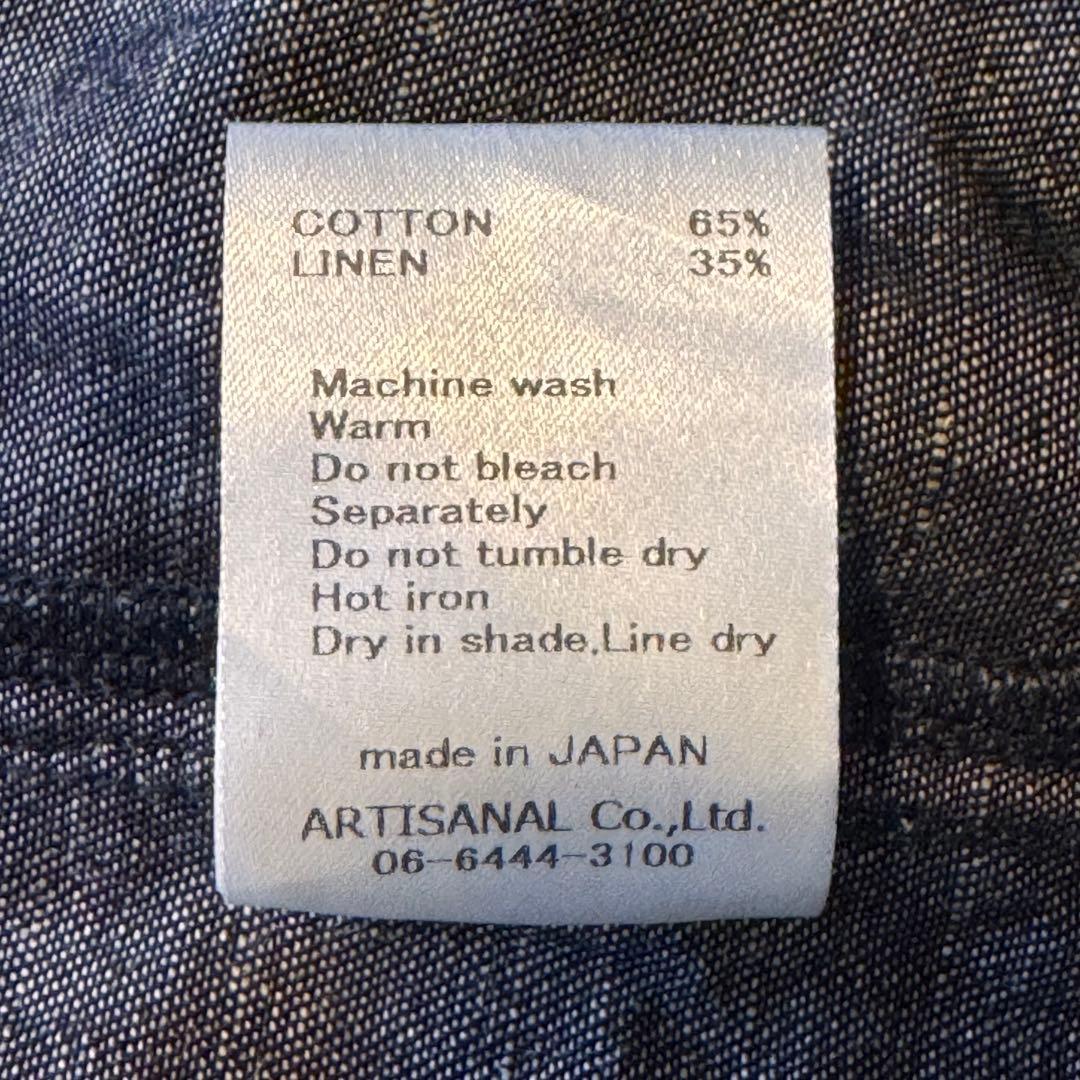 COTTON 65%
LINEN 35%
Machine wash
Warm
Do not bleach
Separately
Do not tumble dry
Hot iron
Dry in shade.Line dry
made in JAPAN
ARTISANAL Co.,Ltd.
06-6444-3100